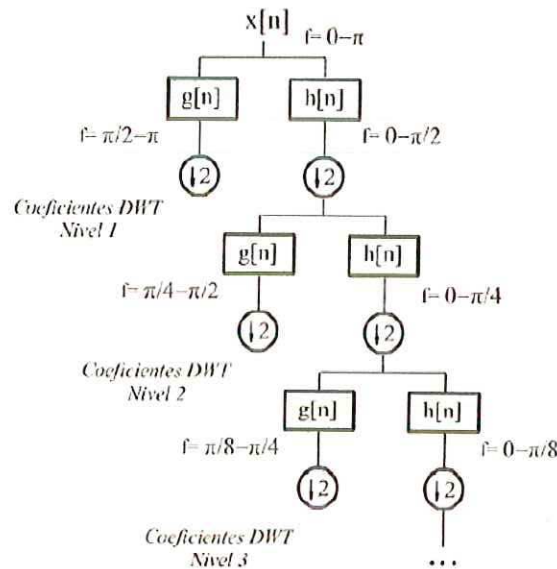 x[n]
f= 0−π
g[n]
h[n]
f= π/2−π
f= 0−π/2
↓2
↓2
Coeficientes DWT
Nivel 1
g[n]
h[n]
f= π/4−π/2
f= 0−π/4
↓2
↓2
Coeficientes DWT
Nivel 2
g[n]
h[n]
f= π/8−π/4
f= 0−π/8
↓2
↓2
Coeficientes DWT
Nivel 3
...